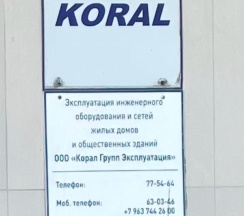 KORAL
Эксплуатация инженерного
оборудования и сетей
жилых домов
и общественных зданий
ООО «Корал Групп Эксплуатация»
Телефон: 77-54-64
Моб. телефон: 63-03-46
+7 963 744 26 00